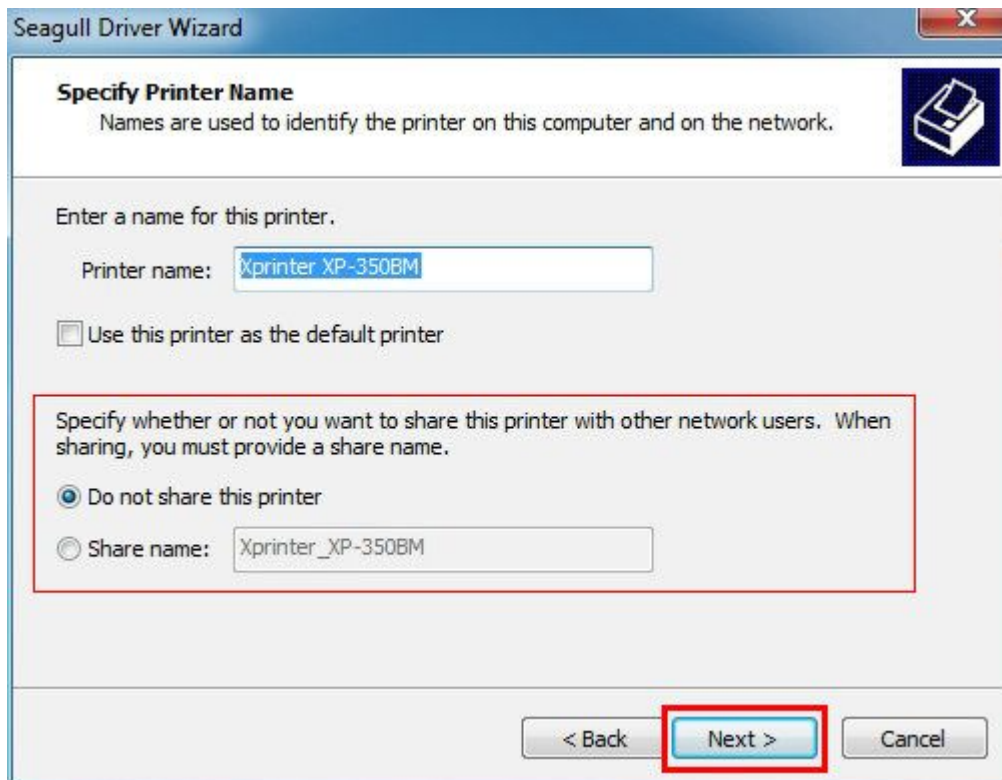 Seagull Driver Wizard
Specify Printer Name
Names are used to identify the printer on this computer and on the network.
Enter a name for this printer.
Printer name: Xprinter XP-350BM
Use this printer as the default printer
Specify whether or not you want to share this printer with other network users. When
sharing, you must provide a share name.
Do not share this printer
Share name: Xprinter_XP-350BM
< Back Next > Cancel